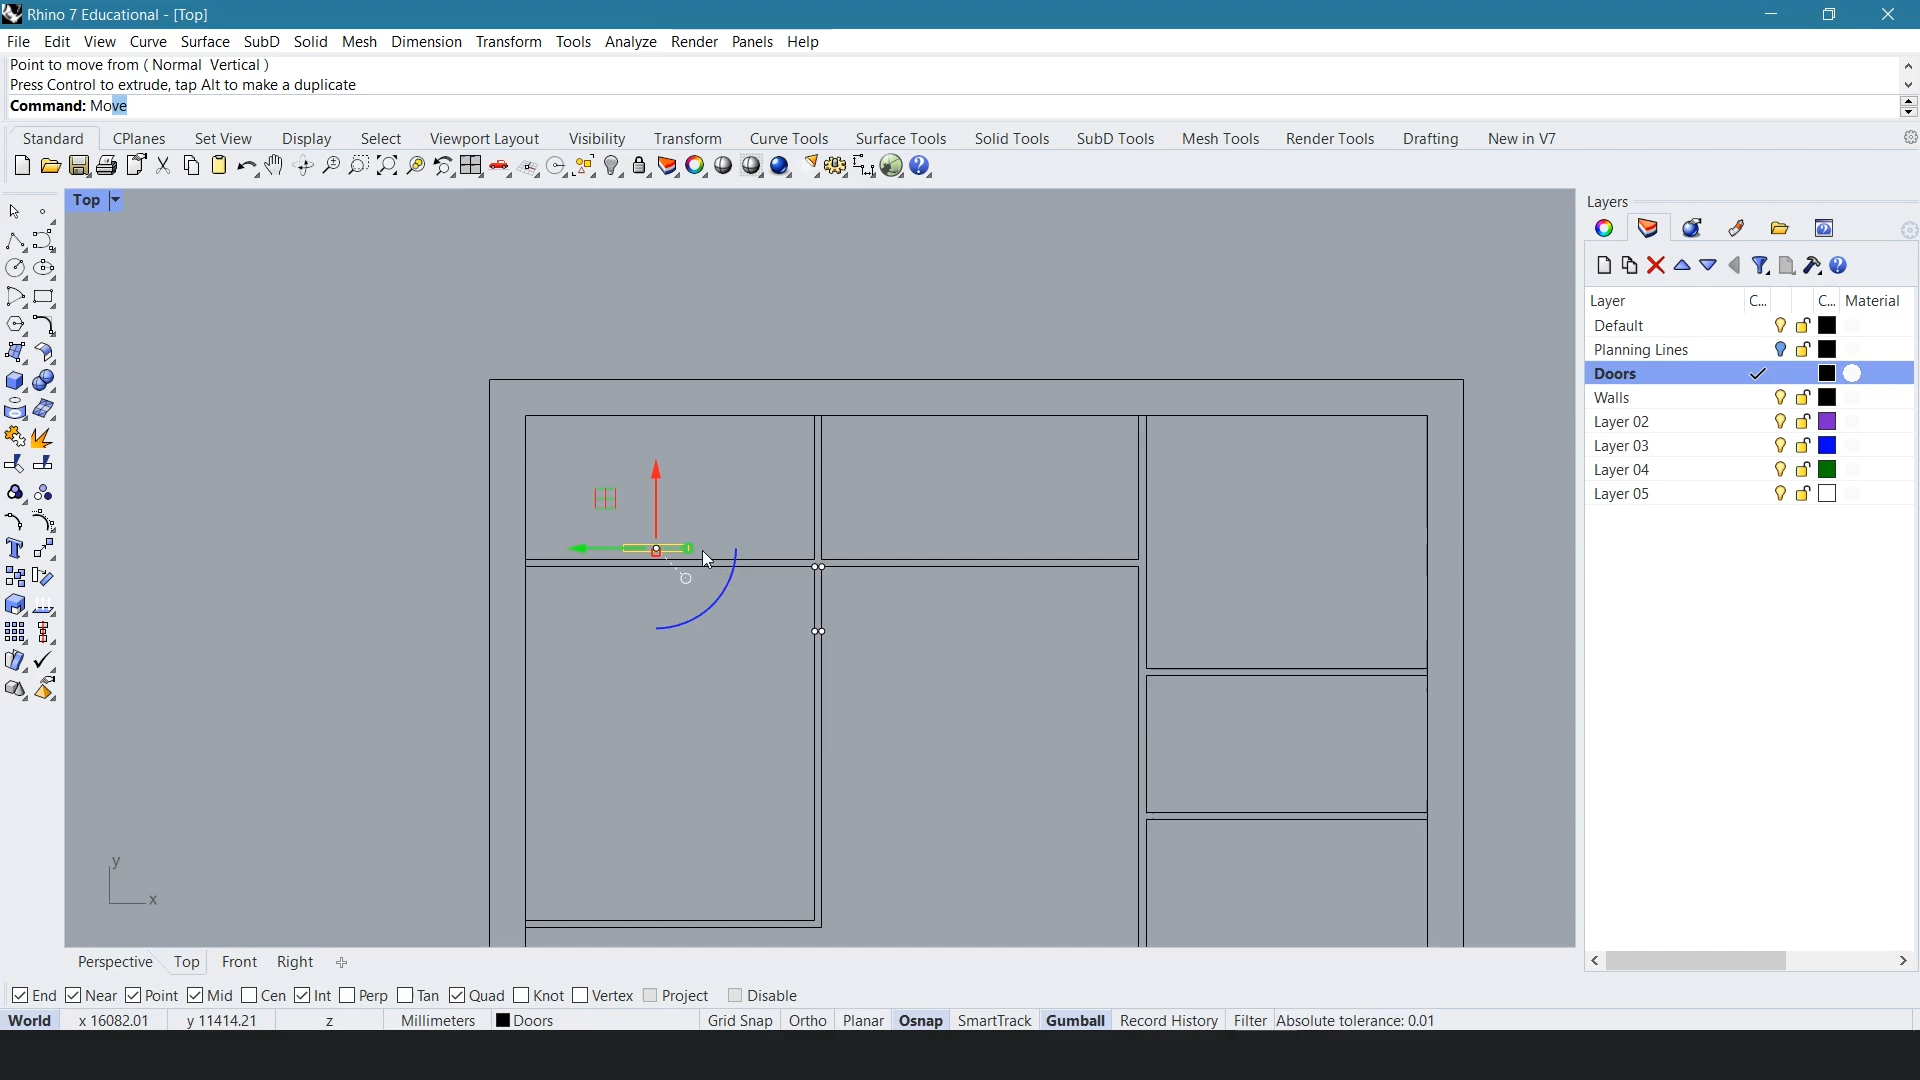 Rhino 7 Educational - [Top]
File Edit View Curve Surface SubD Solid Mesh Dimension Transform Tools Analyze Render Panels Help
Point to move from ( Normal Vertical )
Press Control to extrude, tap Alt to make a duplicate
Command: Move
Standard CPlanes Set View Display Select Viewport Layout Visibility Transform Curve Tools Surface Tools Solid Tools SubD Tools Mesh Tools Render Tools Drafting New in V7
Top
Layers
Layer C... C... Material
Default
Planning Lines
Doors
Walls
Layer 02
Layer 03
Layer 04
Layer 05
y
x
Perspective Top Front Right
End Near Point Mid Cen Int Perp Tan Quad Knot Vertex Project Disable
World x 16082.01 y 11414.21 z Millimeters Doors Grid Snap Ortho Planar Osnap SmartTrack Gumball Record History Filter Absolute tolerance: 0.01